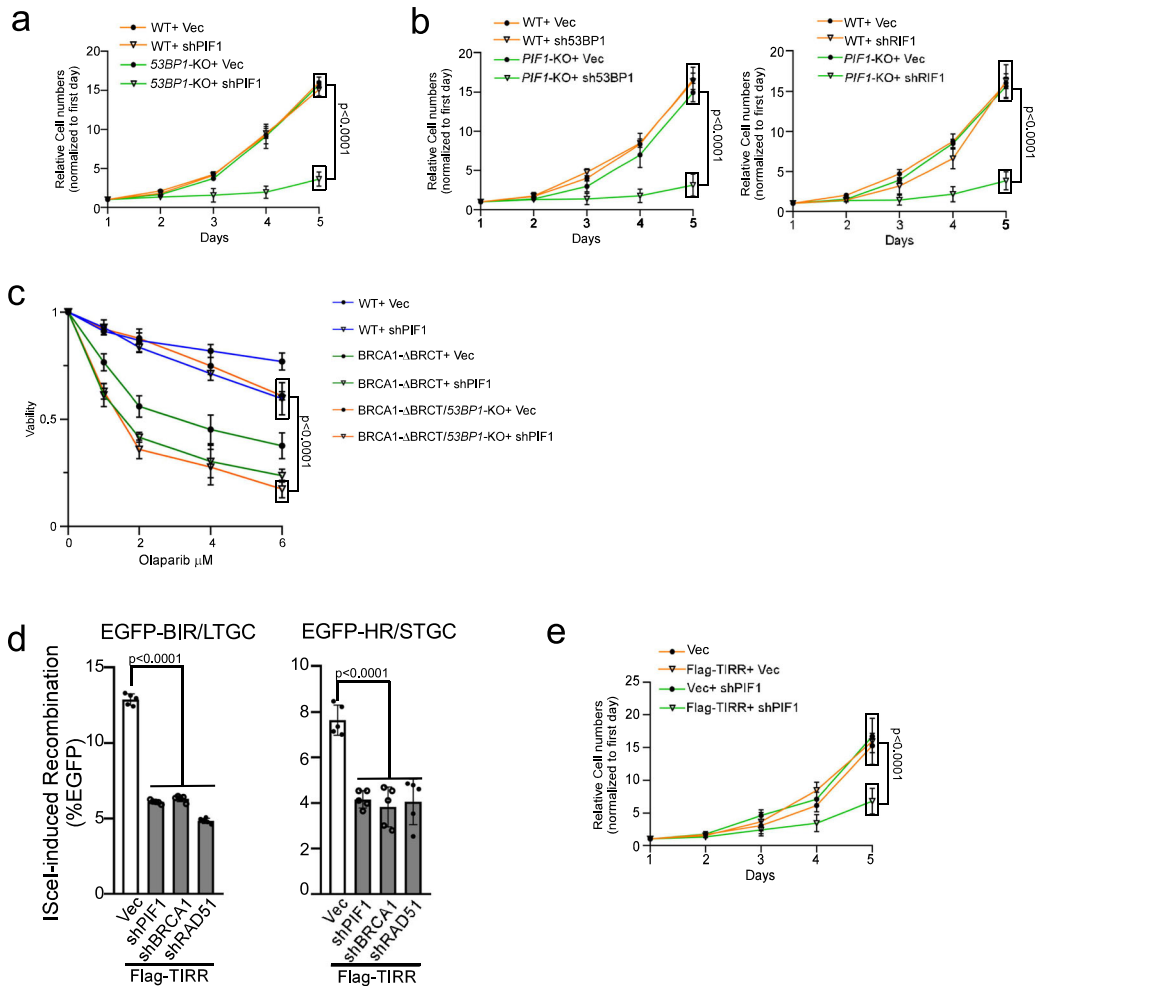 a
WT+ Vec
WT+ shPIF1
53BP1-KO+ Vec
53BP1-KO+ shPIF1
Relative Cell numbers
(normalized to first day)
20
15
10
5
0
1 2 3 4 5
Days
p<0.0001
b
WT+ Vec
WT+ sh53BP1
PIF1-KO+ Vec
PIF1-KO+ sh53BP1
Relative Cell numbers
(normalized to first day)
20
15
10
5
0
1 2 3 4 5
Days
p<0.0001
WT+ Vec
WT+ shRIF1
PIF1-KO+ Vec
PIF1-KO+ shRIF1
Relative Cell numbers
(normalized to first day)
20
15
10
5
0
1 2 3 4 5
Days
p<0.0001
c
Vability
1
0.5
0
0 2 4 6
Olaparib μM
p<0.0001
WT+ Vec
WT+ shPIF1
BRCA1-ΔBRCT+ Vec
BRCA1-ΔBRCT+ shPIF1
BRCA1-ΔBRCT/53BP1-KO+ Vec
BRCA1-ΔBRCT/53BP1-KO+ shPIF1
d
EGFP-BIR/LTGC
ISceI-induced Recombination
(%EGFP)
15
10
5
0
p<0.0001
Vec
shPIF1
shBRCA1
shRAD51
Flag-TIRR
EGFP-HR/STGC
10
8
6
4
2
0
p<0.0001
Vec
shPIF1
shBRCA1
shRAD51
Flag-TIRR
e
Vec
Flag-TIRR+ Vec
Vec+ shPIF1
Flag-TIRR+ shPIF1
Relative Cell numbers
(normalized to first day)
25
20
15
10
5
0
1 2 3 4 5
Days
p<0.0001